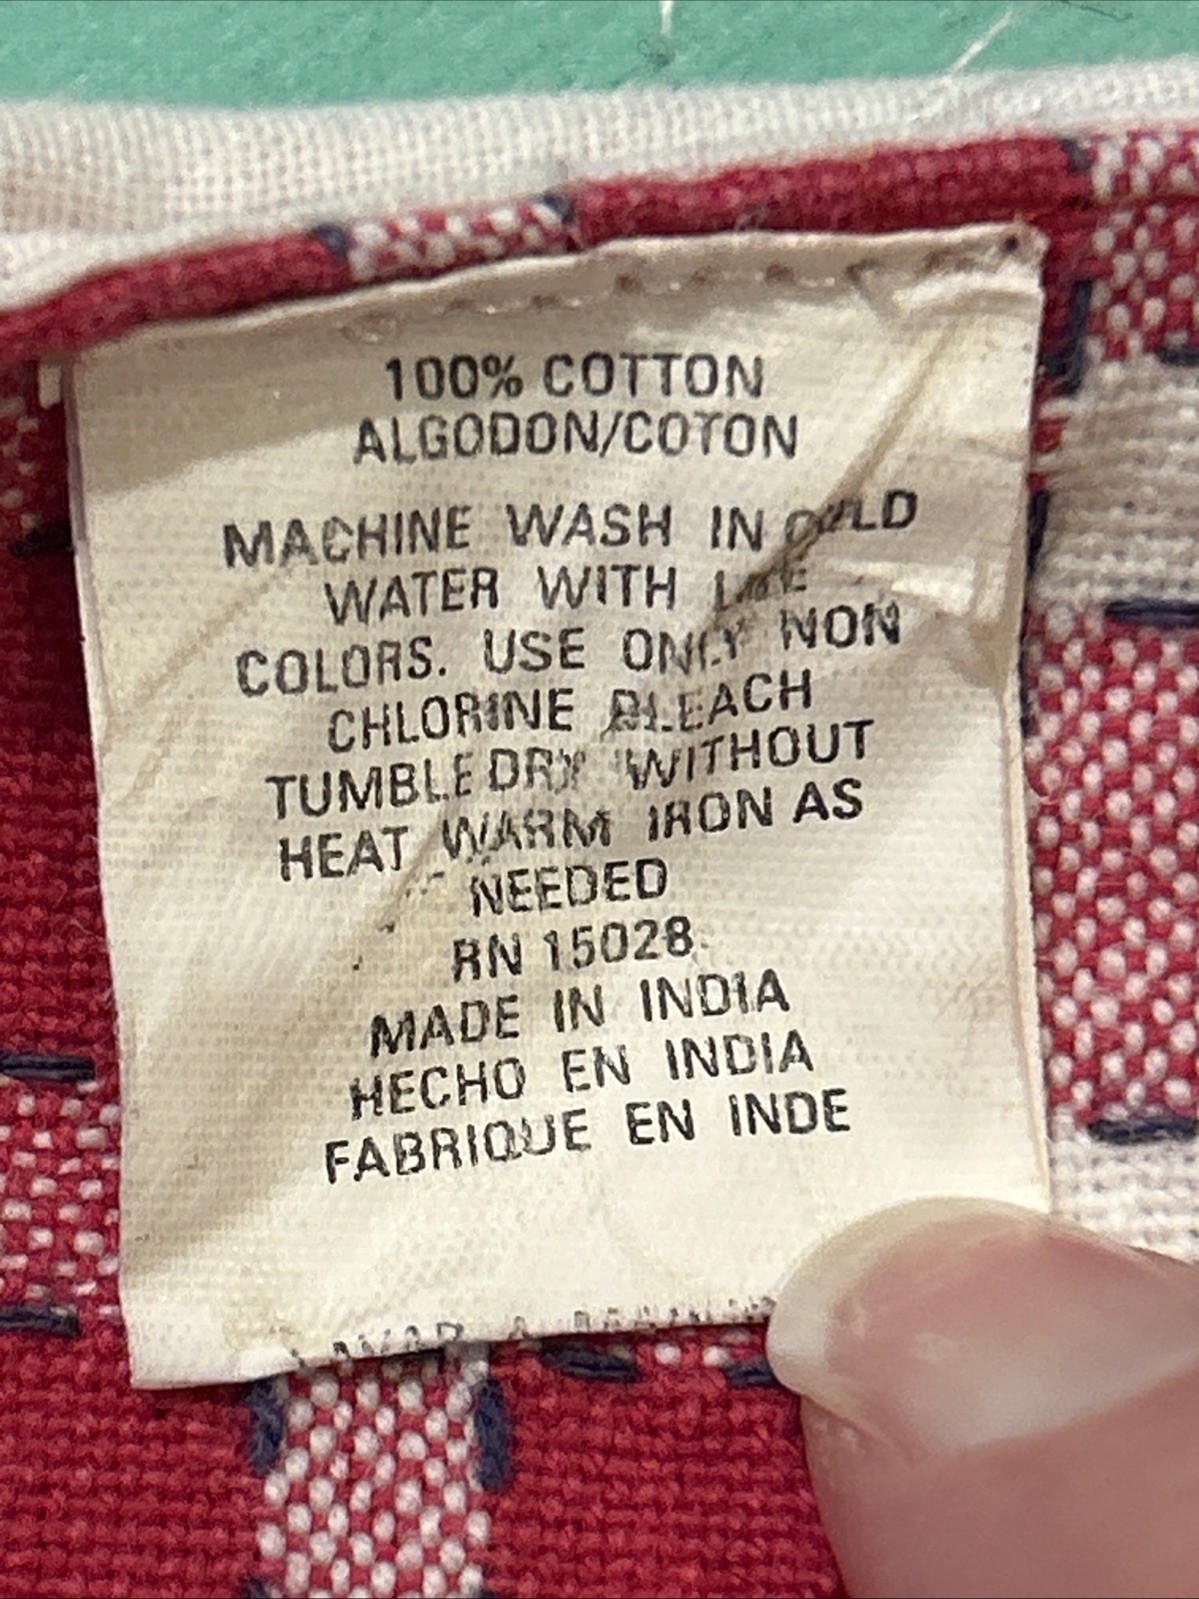 100% COTTON
ALGODON/COTON
MACHINE WASH IN COLD
WATER WITH LIKE
COLORS. USE ONLY NON
CHLORINE BLEACH
TUMBLE DRY WITHOUT
HEAT WARM IRON AS
NEEDED
RN 15028
MADE IN INDIA
HECHO EN INDIA
FABRIQUE EN INDE
LAVAR A